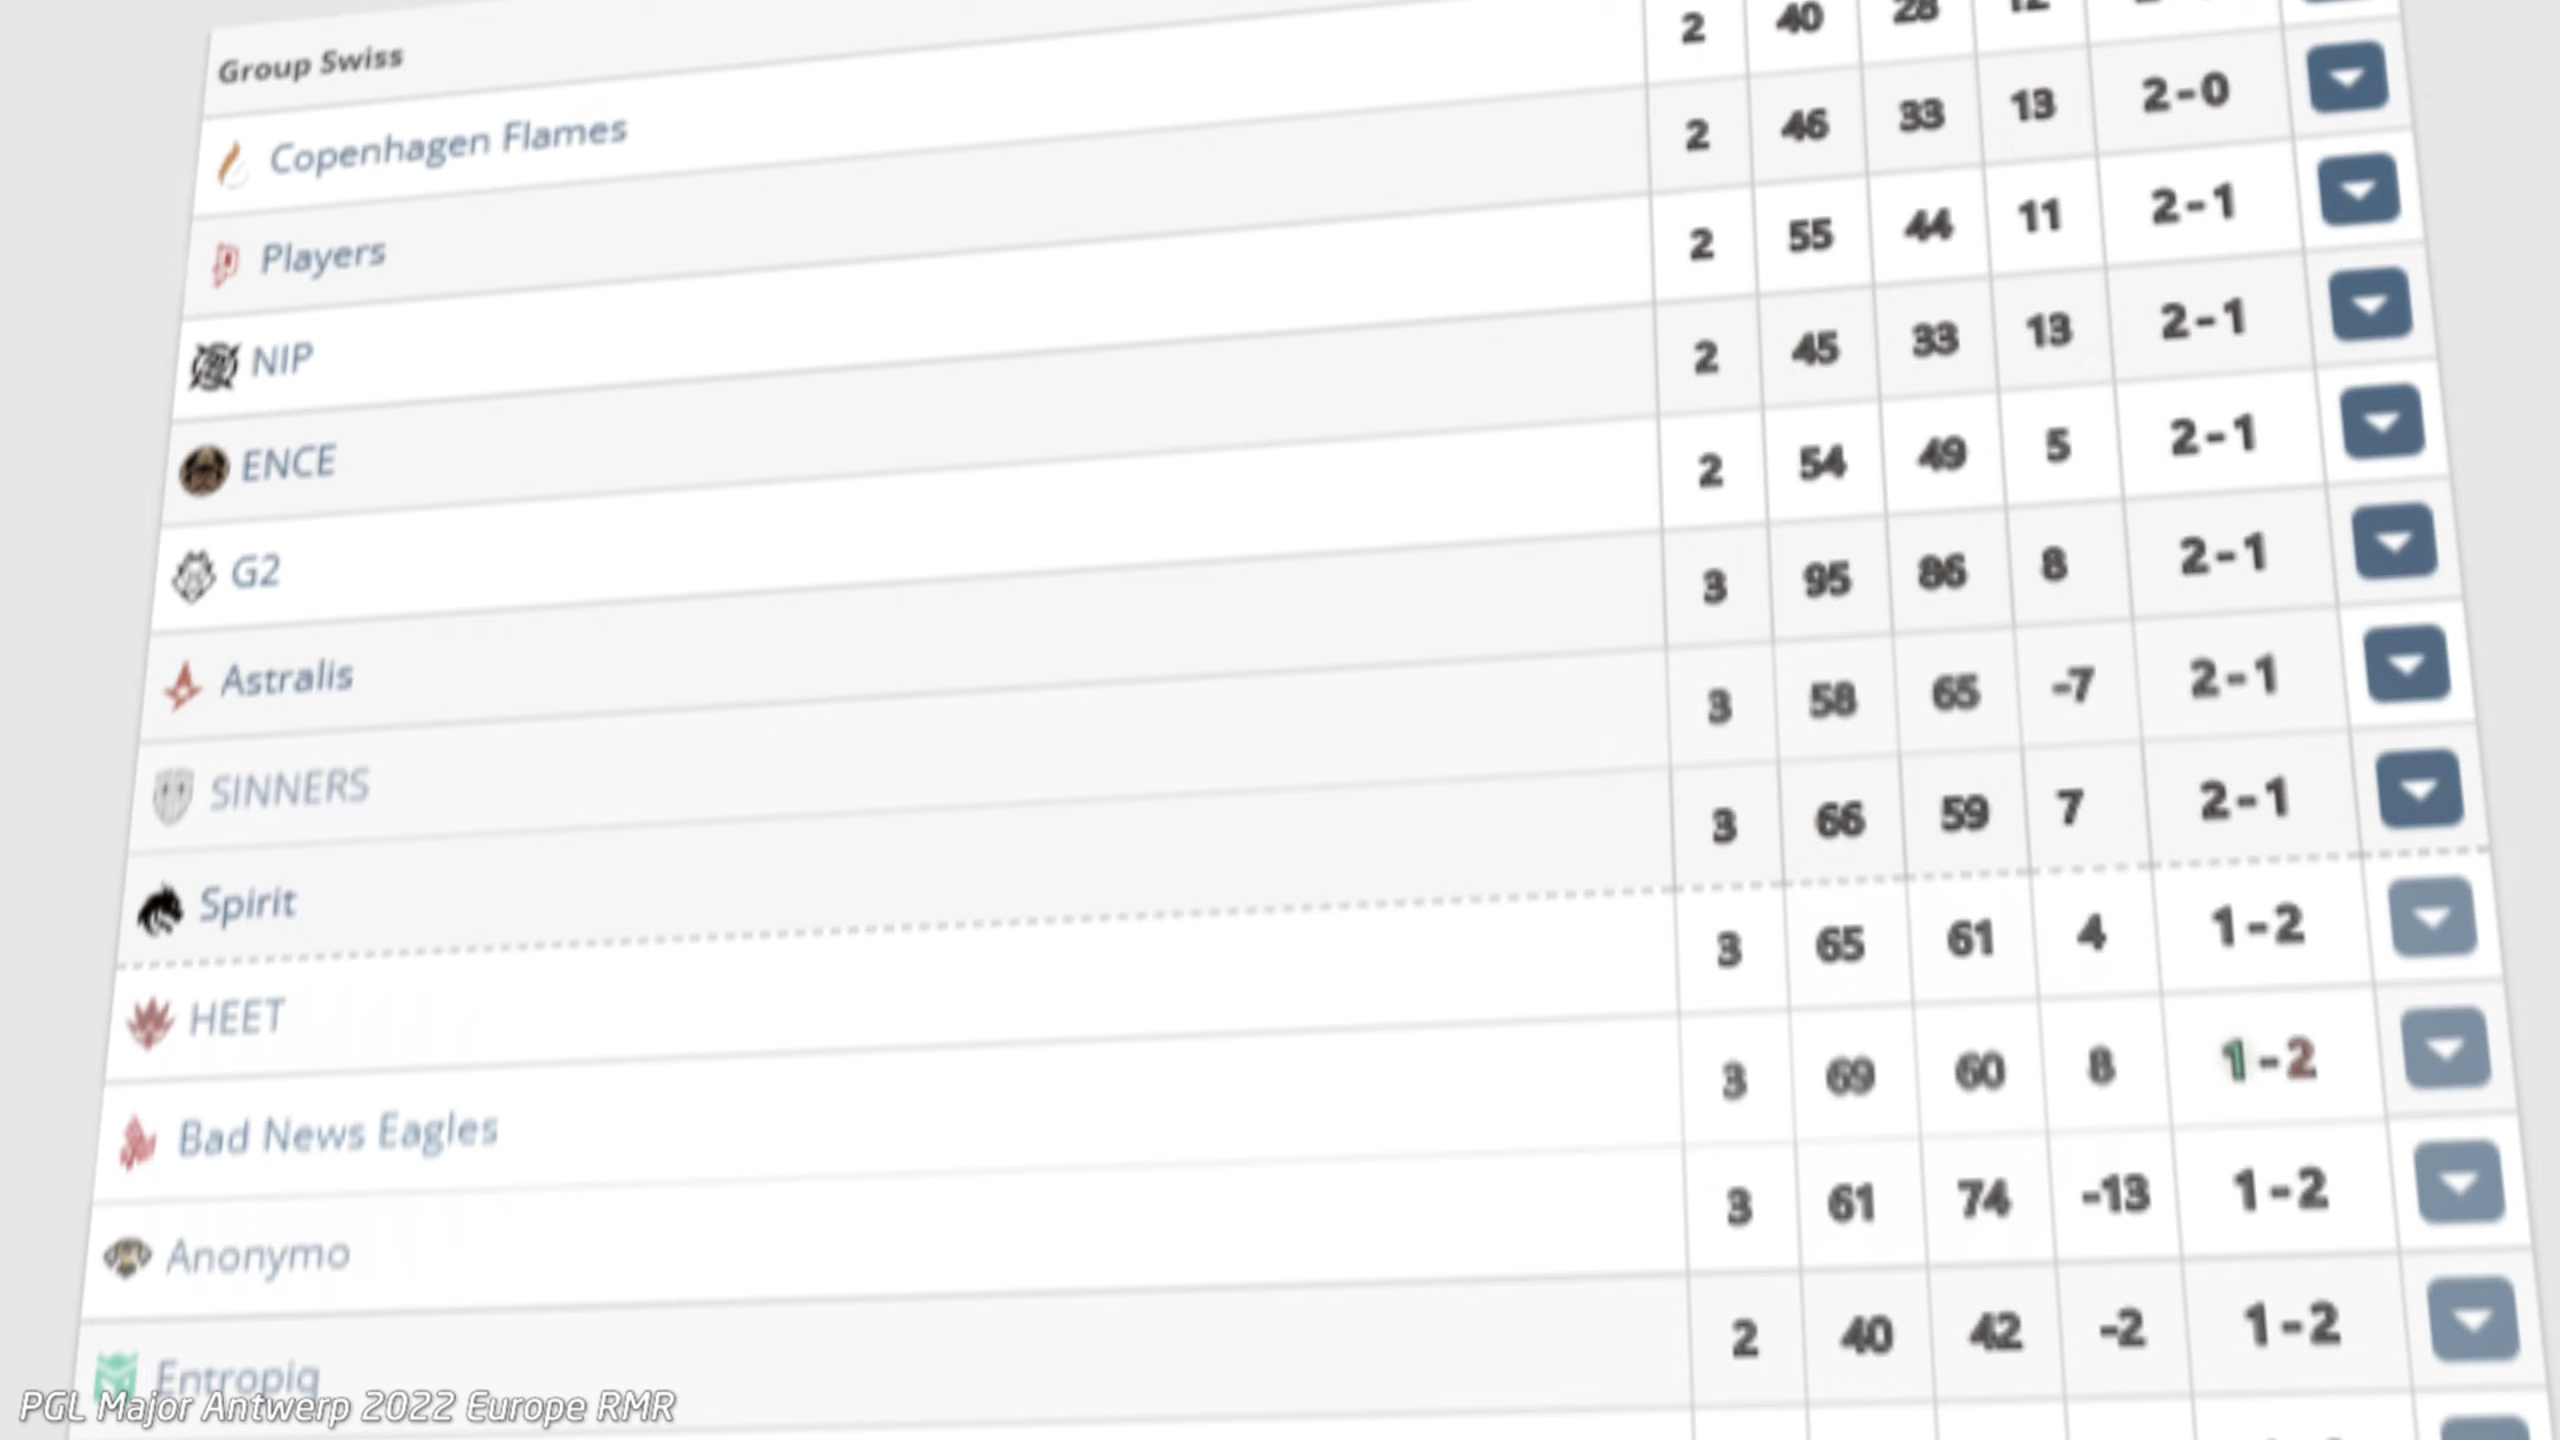 Group Swiss
Copenhagen Flames 2 40 28 12
Players 2 46 33 13 2-0
NIP 2 55 44 11 2-1
ENCE 2 45 33 13 2-1
G2 2 54 49 5 2-1
Astralis 3 95 86 8 2-1
SINNERS 3 58 65 -7 2-1
Spirit 3 66 59 7 2-1
HEET 3 65 61 4 1-2
Bad News Eagles 3 69 60 8 1-2
Anonymo 3 61 74 -13 1-2
Entropiq 2 40 42 -2 1-2
PGL Major Antwerp 2022 Europe RMR